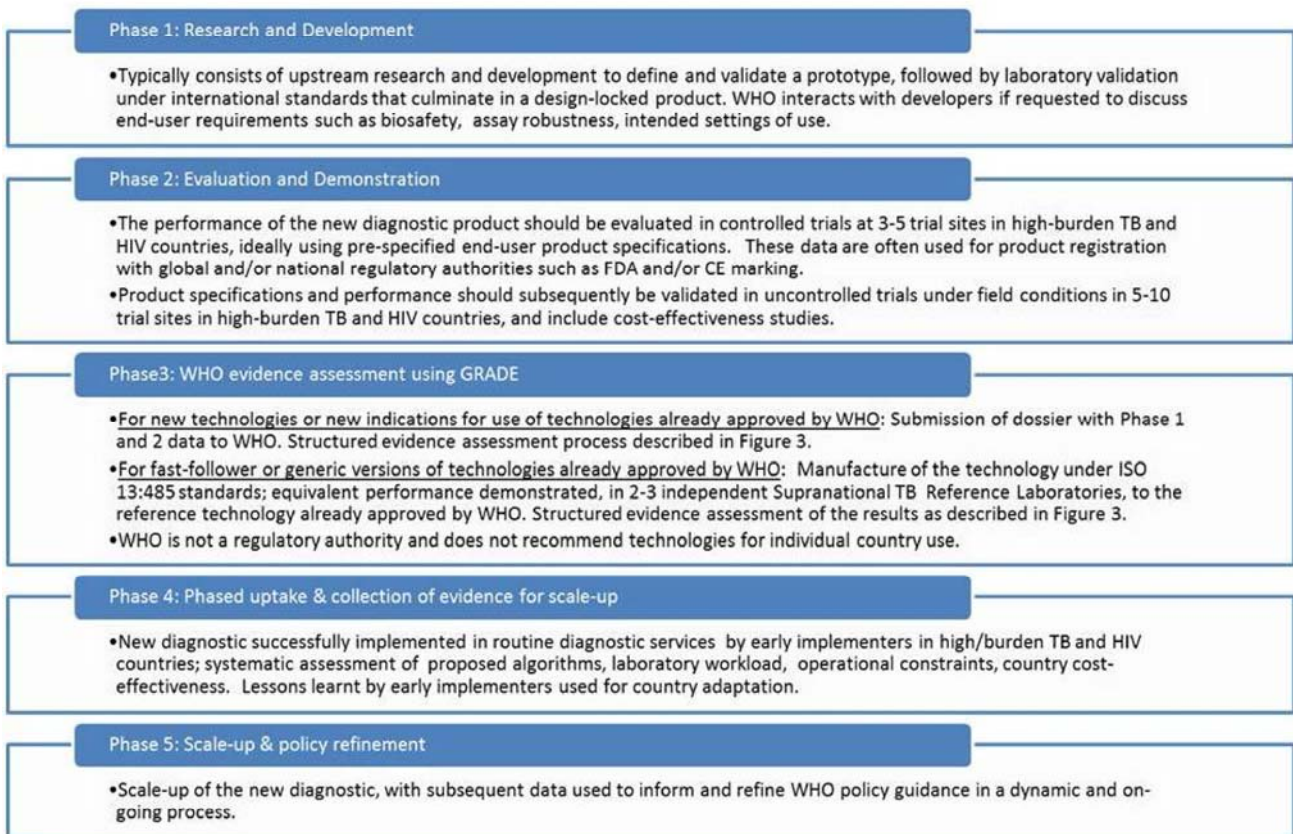 Phase 1: Research and Development
•Typically consists of upstream research and development to define and validate a prototype, followed by laboratory validation
under international standards that culminate in a design-locked product. WHO interacts with developers if requested to discuss
end-user requirements such as biosafety, assay robustness, intended settings of use.
Phase 2: Evaluation and Demonstration
•The performance of the new diagnostic product should be evaluated in controlled trials at 3-5 trial sites in high-burden TB and
HIV countries, ideally using pre-specified end-user product specifications. These data are often used for product registration
with global and/or national regulatory authorities such as FDA and/or CE marking.
•Product specifications and performance should subsequently be validated in uncontrolled trials under field conditions in 5-10
trial sites in high-burden TB and HIV countries, and include cost-effectiveness studies.
Phase3: WHO evidence assessment using GRADE
•For new technologies or new indications for use of technologies already approved by WHO: Submission of dossier with Phase 1
and 2 data to WHO. Structured evidence assessment process described in Figure 3.
•For fast-follower or generic versions of technologies already approved by WHO: Manufacture of the technology under ISO
13:485 standards; equivalent performance demonstrated, in 2-3 independent Supranational TB Reference Laboratories, to the
reference technology already approved by WHO. Structured evidence assessment of the results as described in Figure 3.
•WHO is not a regulatory authority and does not recommend technologies for individual country use.
Phase 4: Phased uptake & collection of evidence for scale-up
•New diagnostic successfully implemented in routine diagnostic services by early implementers in high/burden TB and HIV
countries; systematic assessment of proposed algorithms, laboratory workload, operational constraints, country cost-
effectiveness. Lessons learnt by early implementers used for country adaptation.
Phase 5: Scale-up & policy refinement
•Scale-up of the new diagnostic, with subsequent data used to inform and refine WHO policy guidance in a dynamic and on-
going process.